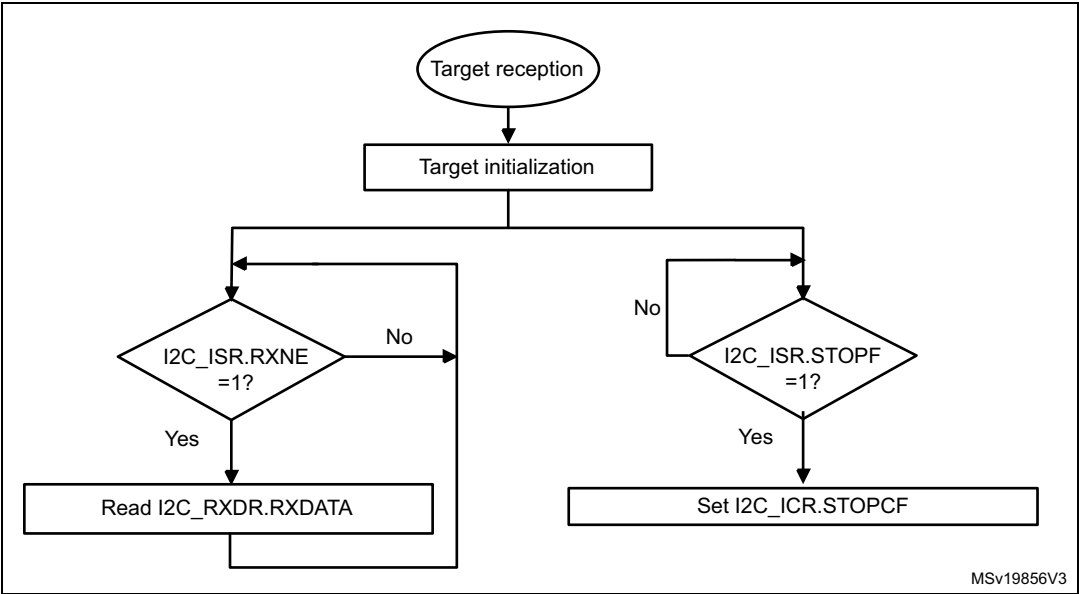 Target reception
Target initialization
No
I2C_ISR.RXNE
=1?
Yes
Read I2C_RXDR.RXDATA
No
I2C_ISR.STOPF
=1?
Yes
Set I2C_ICR.STOPCF
MSv19856V3